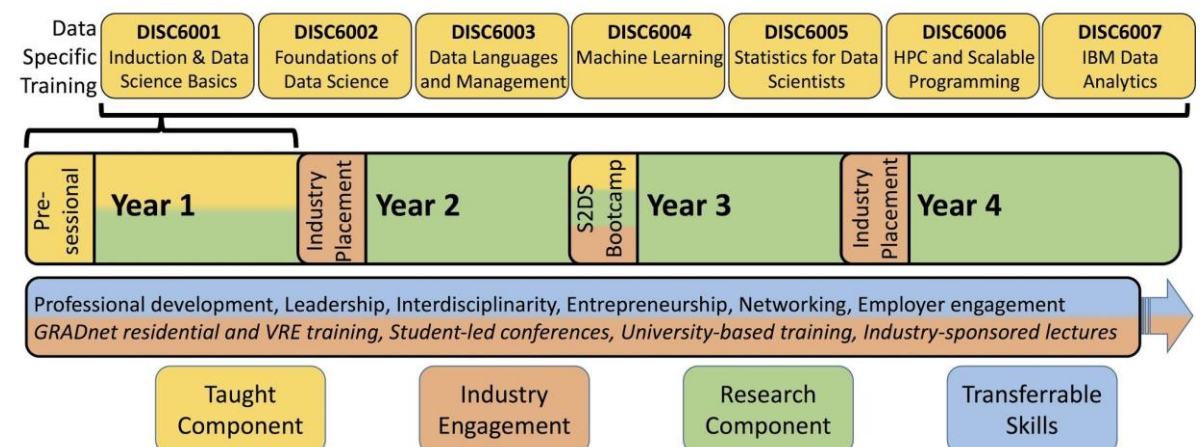 Data
Specific
Training
DISC6001
Induction & Data
Science Basics
DISC6002
Foundations of
Data Science
DISC6003
Data Languages
and Management
DISC6004
Machine Learning
DISC6005
Statistics for Data
Scientists
DISC6006
HPC and Scalable
Programming
DISC6007
IBM Data
Analytics
Pre-
sessional
Year 1
Industry
Placement
Year 2
S2DS
Bootcamp
Year 3
Industry
Placement
Year 4
Professional development, Leadership, Interdisciplinarity, Entrepreneurship, Networking, Employer engagement
GRADnet residential and VRE training, Student-led conferences, University-based training, Industry-sponsored lectures
Taught
Component
Industry
Engagement
Research
Component
Transferrable
Skills